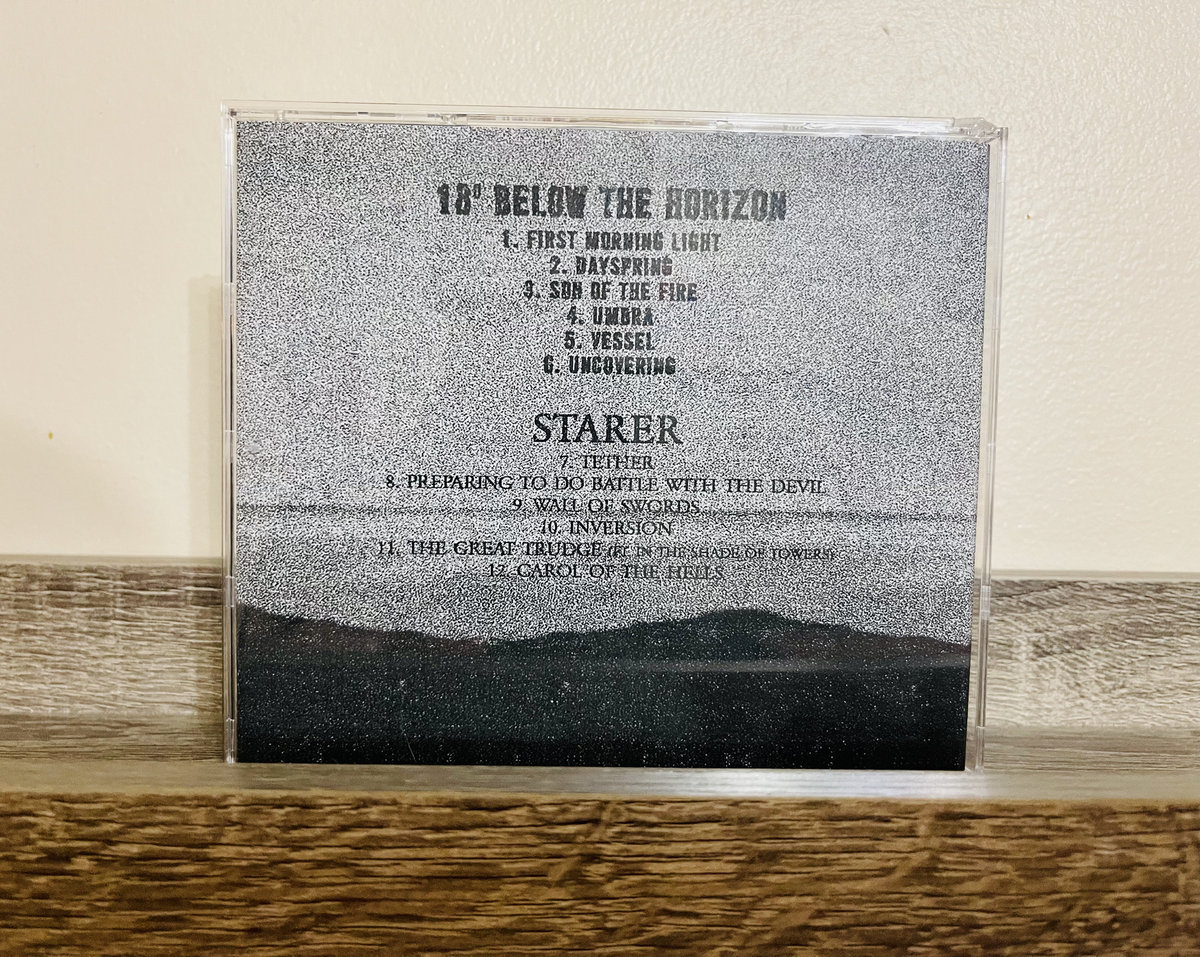 18° BELOW THE HORIZON
1. FIRST MORNING LIGHT
2. DAYSPRING
3. SON OF THE FIRE
4. UMBRA
5. VESSEL
6. UNCOVERING
STARER
7. TETHER
8. PREPARING TO DO BATTLE WITH THE DEVIL
9. WALL OF SWORDS
10. INVERSION
11. THE GREAT TRUDGE (FT. IN THE SHADE OF TOWERS)
12. CAROL OF THE HELLS